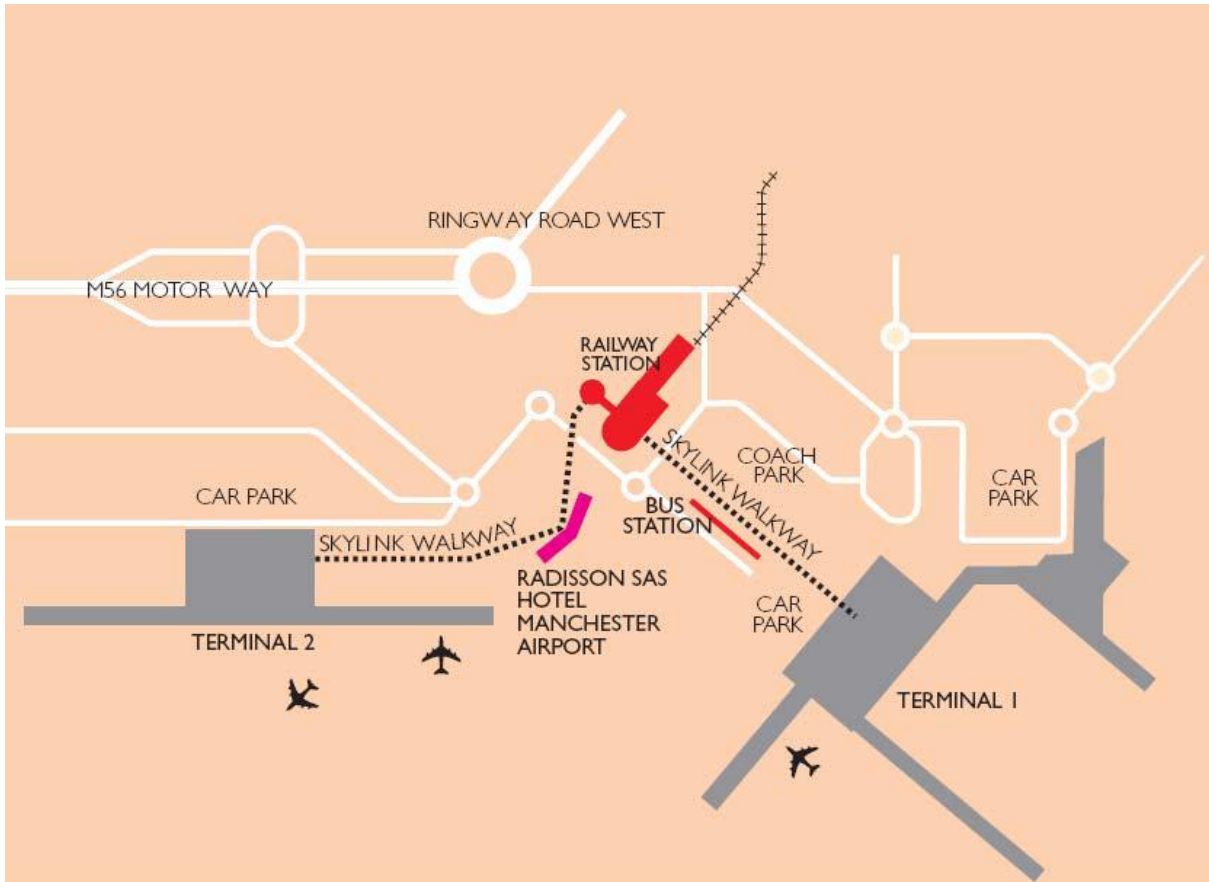 RINGWAY ROAD WEST
M56 MOTOR WAY
RAILWAY
STATION
SKYLINK WALKWAY
COACH
PARK
CAR
PARK
CAR PARK
BUS
STATION
SKYLINK WALKWAY
RADISSON SAS
HOTEL
MANCHESTER
AIRPORT
CAR
PARK
TERMINAL 2
TERMINAL 1